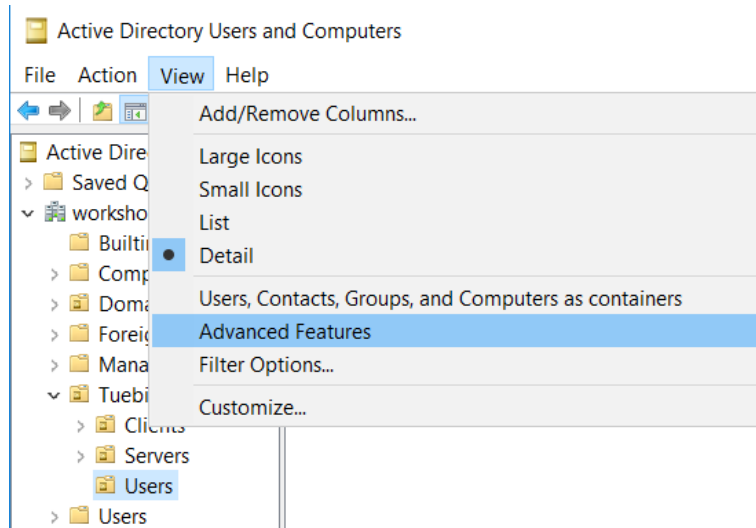 Active Directory Users and Computers
File Action View Help
Add/Remove Columns...
Active Dire
Large Icons
Saved Q
Small Icons
worksho
List
Builti
Detail
Comp
Doma
Users, Contacts, Groups, and Computers as containers
Foreig
Advanced Features
Mana
Filter Options...
Tuebi
Customize...
Clients
Servers
Users
Users